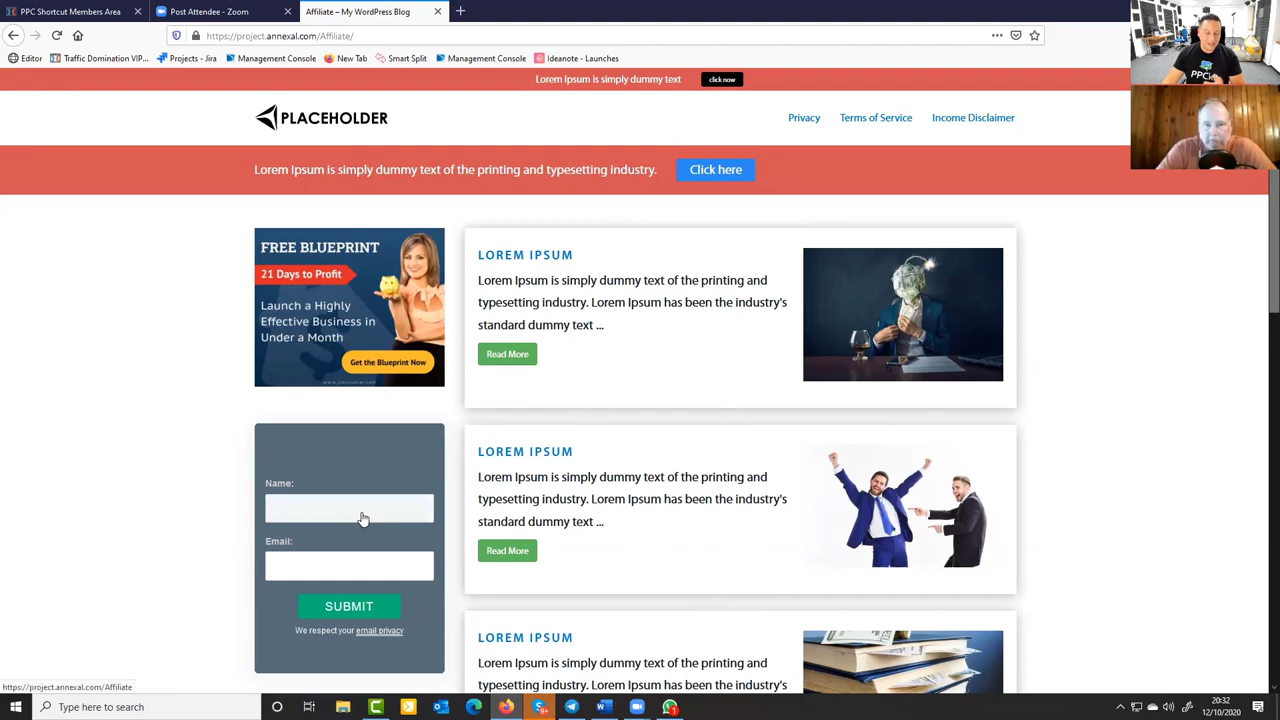 PPC Shortcut Members Area
Post Attendee - Zoom
Affiliate – My WordPress Blog
https://project.annexal.com/Affiliate/
Editor
Traffic Domination VIP...
Projects - Jira
Management Console
New Tab
Smart Split
Management Console
Ideanote - Launches
Lorem Ipsum is simply dummy text
click now
PLACEHOLDER
Privacy
Terms of Service
Income Disclaimer
Lorem Ipsum is simply dummy text of the printing and typesetting industry.
Click here
FREE BLUEPRINT
21 Days to Profit
Launch a Highly
Effective Business in
Under a Month
Get the Blueprint Now
LOREM IPSUM
Lorem Ipsum is simply dummy text of the printing and
typesetting industry. Lorem Ipsum has been the industry's
standard dummy text ...
Read More
Name:
Email:
SUBMIT
We respect your email privacy
LOREM IPSUM
Lorem Ipsum is simply dummy text of the printing and
typesetting industry. Lorem Ipsum has been the industry's
standard dummy text ...
Read More
LOREM IPSUM
Lorem Ipsum is simply dummy text of the printing and
typesetting industry. Lorem Ipsum has been the industry's
https://project.annexal.com/Affiliate
Type here to search
20:32
12/10/2020